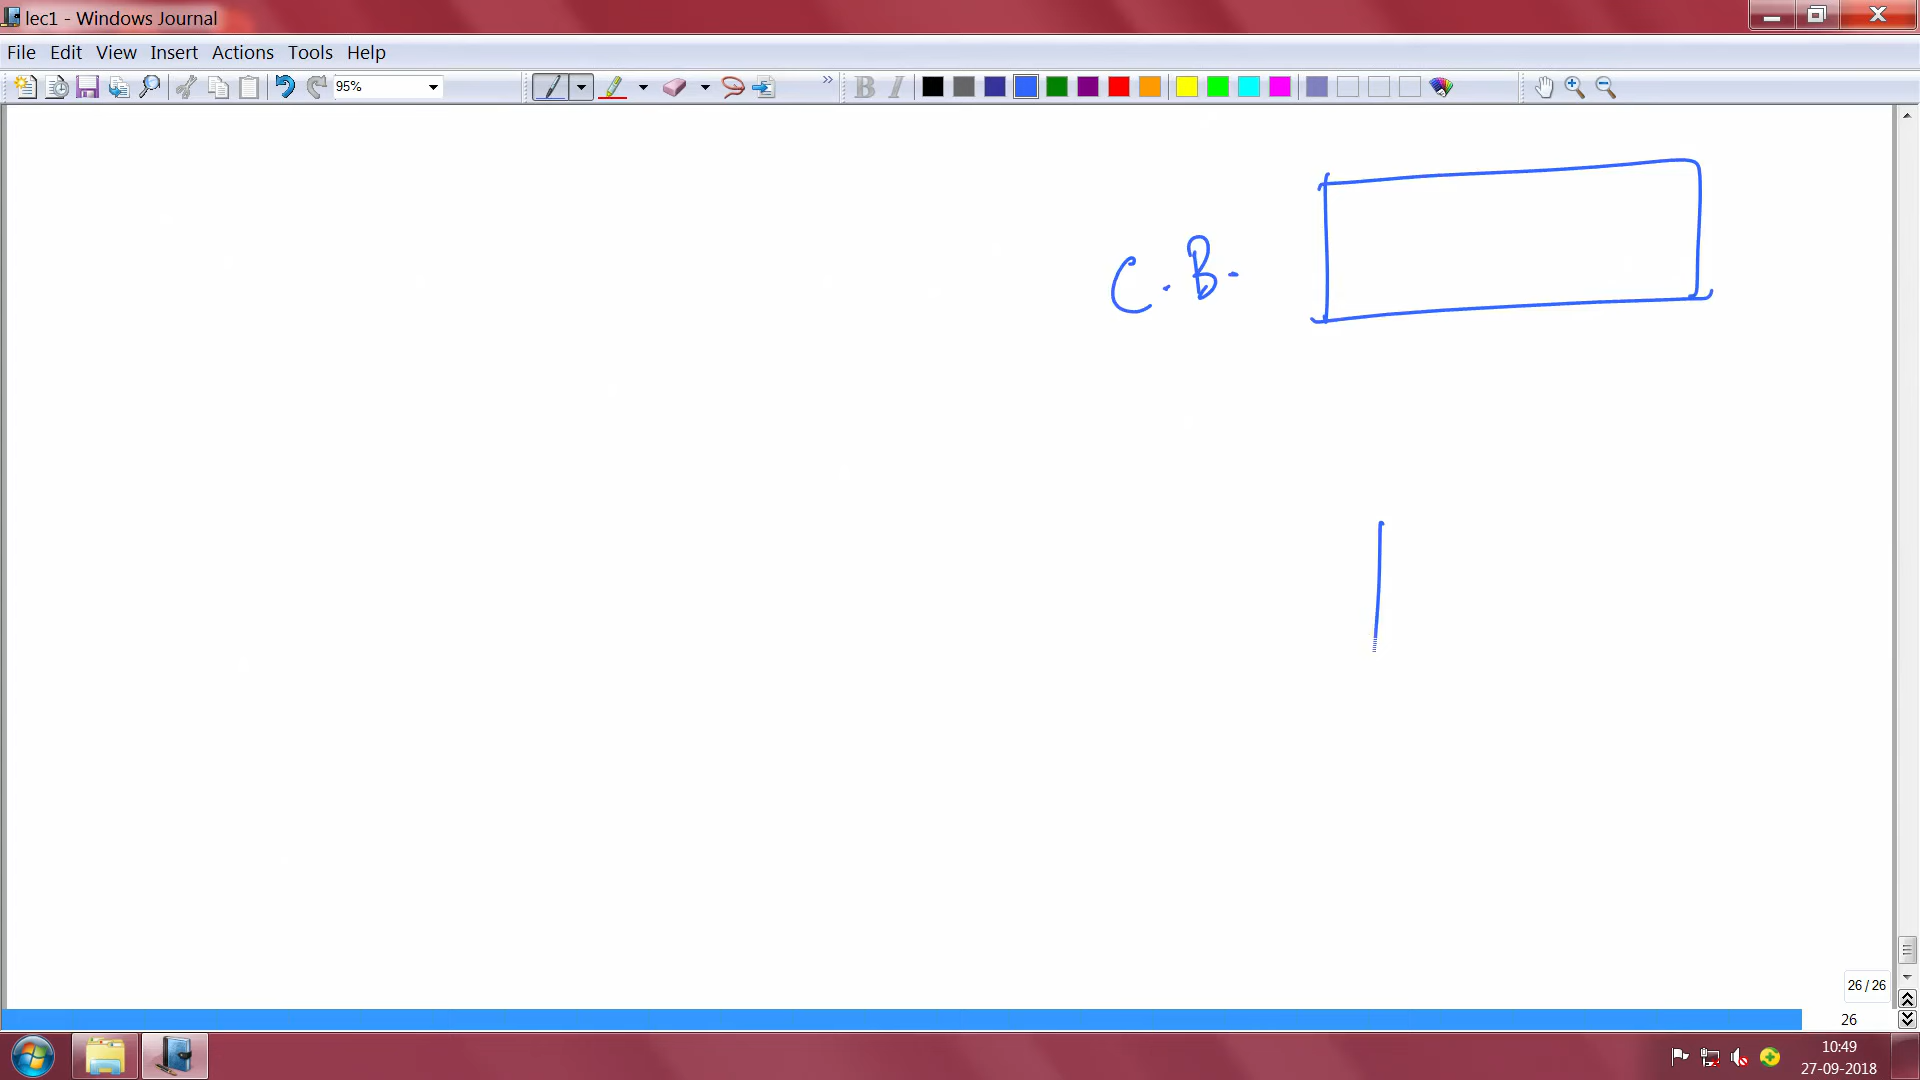 lec1 - Windows Journal
File Edit View Insert Actions Tools Help
95%
B I
C.B.
26 / 26
26
10:49
27-09-2018